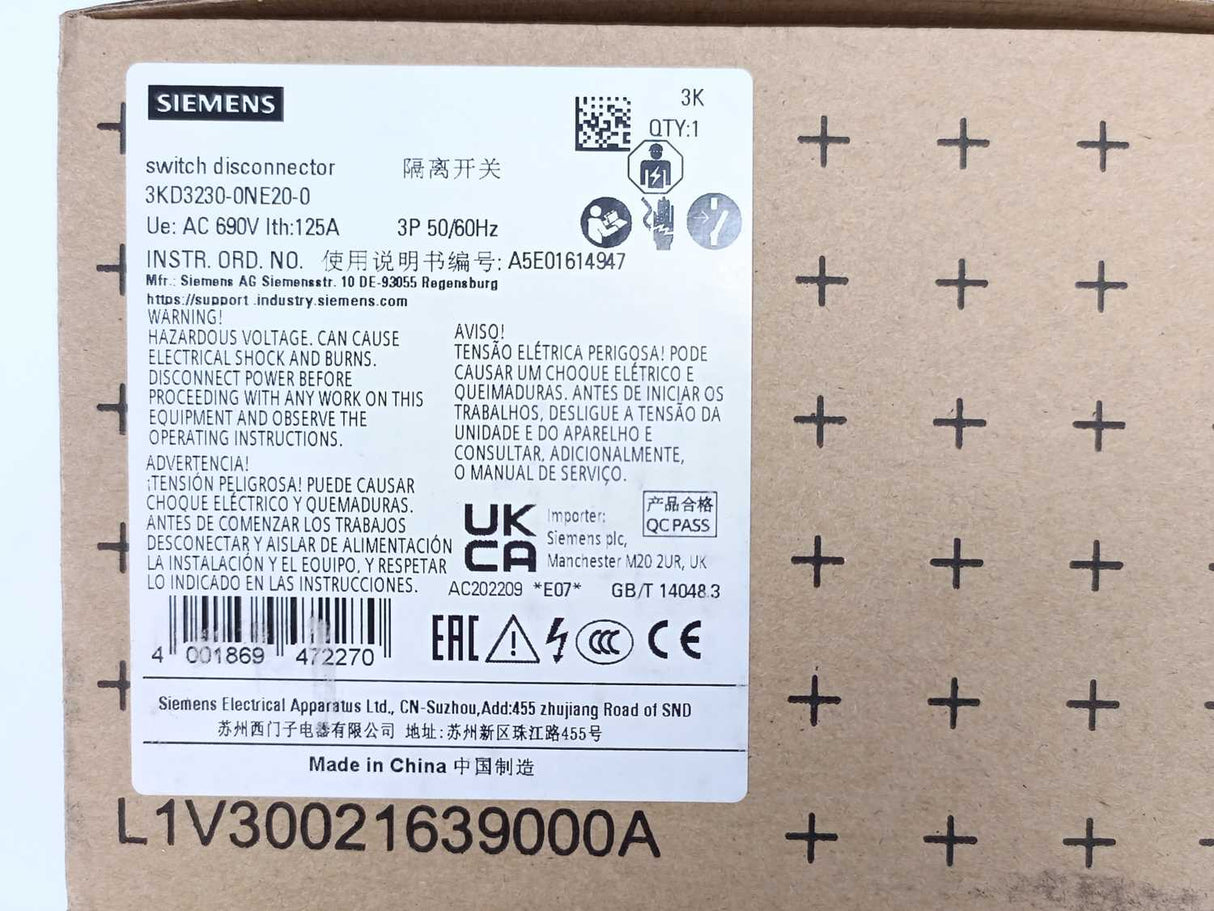 SIEMENS
3K
QTY:1
switch disconnector 隔离开关
3KD3230-0NE20-0
Ue: AC 690V Ith:125A 3P 50/60Hz
INSTR. ORD. NO. 使用说明书编号: A5E01614947
Mfr.: Siemens AG Siemensstr. 10 DE-93055 Regensburg
https://support.industry.siemens.com
WARNING!
HAZARDOUS VOLTAGE. CAN CAUSE
ELECTRICAL SHOCK AND BURNS.
DISCONNECT POWER BEFORE
PROCEEDING WITH ANY WORK ON THIS
EQUIPMENT AND OBSERVE THE
OPERATING INSTRUCTIONS.
ADVERTENCIA!
¡TENSIÓN PELIGROSA! PUEDE CAUSAR
CHOQUE ELÉCTRICO Y QUEMADURAS.
ANTES DE COMENZAR LOS TRABAJOS
DESCONECTAR Y AISLAR DE ALIMENTACIÓN
LA INSTALACIÓN Y EL EQUIPO, Y RESPETAR
LO INDICADO EN LAS INSTRUCCIONES.
AVISO!
TENSÃO ELÉTRICA PERIGOSA! PODE
CAUSAR UM CHOQUE ELÉTRICO E
QUEIMADURAS. ANTES DE INICIAR OS
TRABALHOS, DESLIGUE A TENSÃO DA
UNIDADE E DO APARELHO E
CONSULTAR, ADICIONALMENTE,
O MANUAL DE SERVIÇO.
UK
CA
Importer:
Siemens plc,
Manchester M20 2UR, UK
产品合格
QC PASS
AC202209 *E07* GB/T 14048.3
EAC CCC CE
4 001869 472270
Siemens Electrical Apparatus Ltd., CN-Suzhou,Add:455 zhujiang Road of SND
苏州西门子电器有限公司 地址:苏州新区珠江路455号
Made in China 中国制造
L1V30021639000A